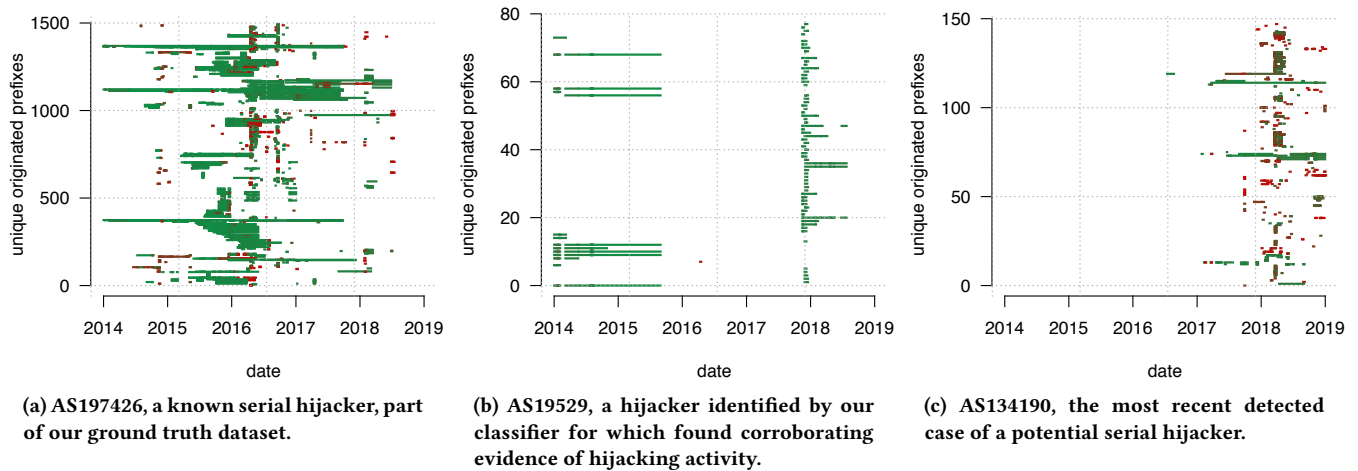 unique originated prefixes
1500
1000
500
0
2014 2015 2016 2017 2018 2019
date
(a) AS197426, a known serial hijacker, part
of our ground truth dataset.
unique originated prefixes
80
60
40
20
0
2014 2015 2016 2017 2018 2019
date
(b) AS19529, a hijacker identified by our
classifier for which found corroborating
evidence of hijacking activity.
unique originated prefixes
150
100
50
0
2014 2015 2016 2017 2018 2019
date
(c) AS134190, the most recent detected
case of a potential serial hijacker.